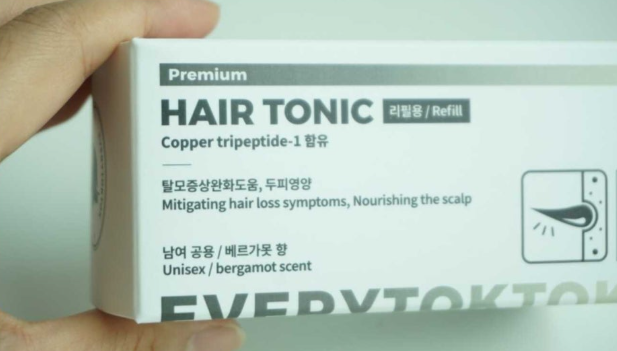 Premium
HAIR TONIC 리필용 / Refill
Copper tripeptide-1 함유
탈모증상완화도움, 두피영양
Mitigating hair loss symptoms, Nourishing the scalp
남여 공용 / 베르가못 향
Unisex / bergamot scent
EVERYTOKTOK